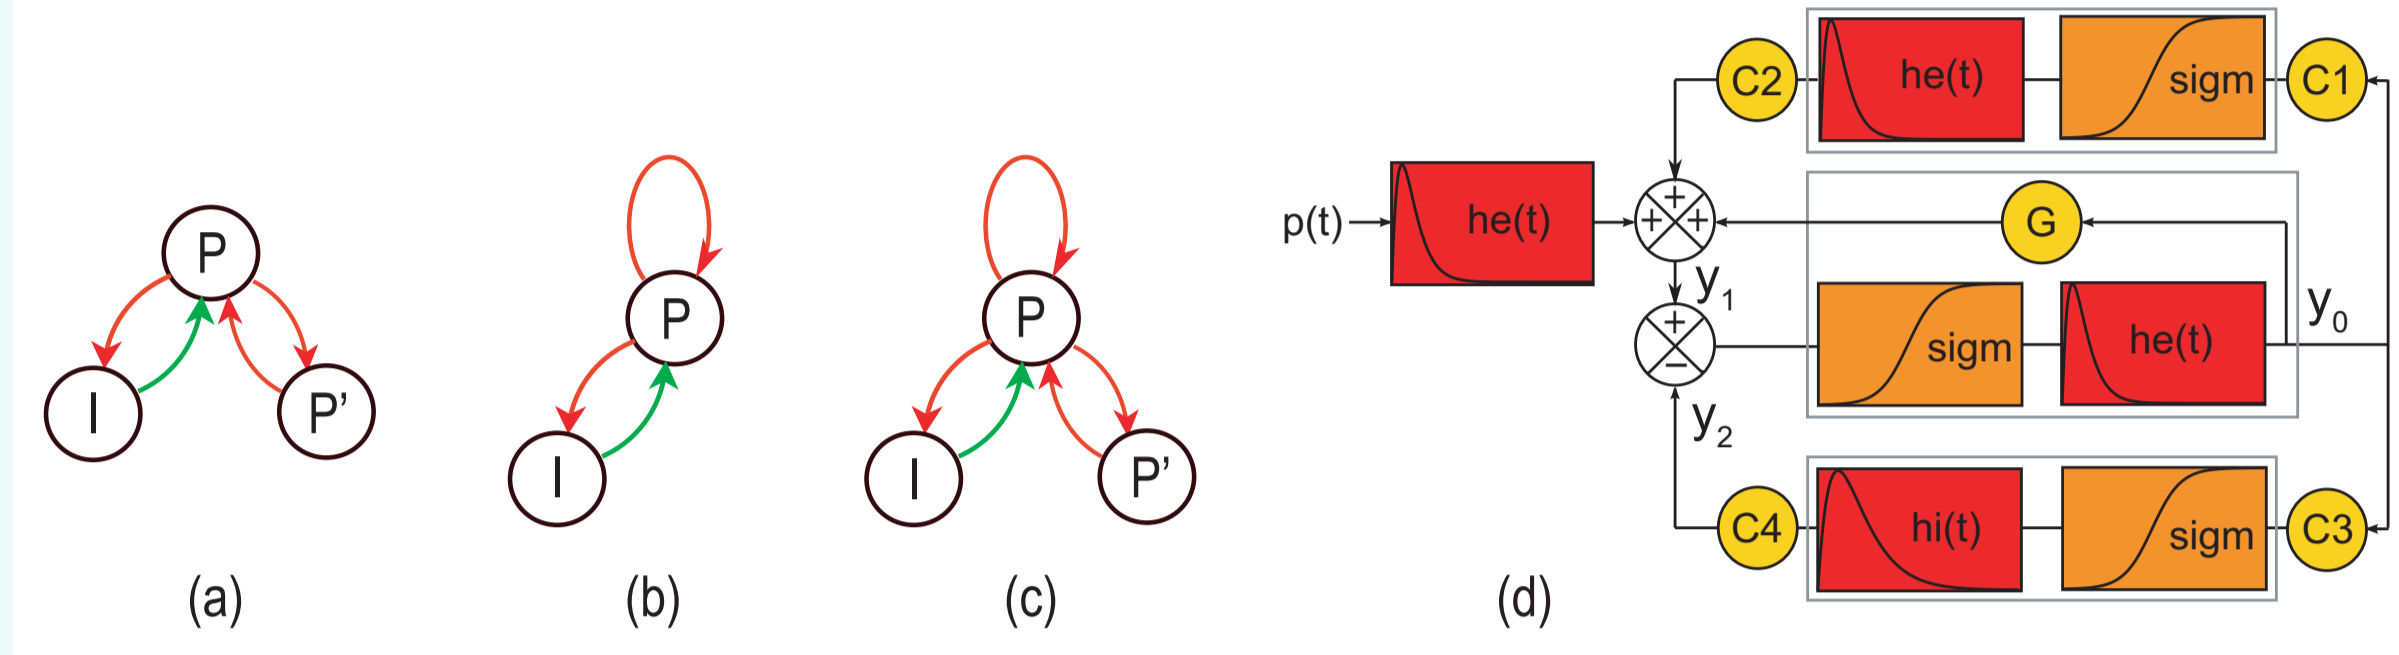 P
I
P’
(a)
P
I
(b)
P
I
P’
(c)
C2
he(t)
sigm
C1
p(t)
he(t)
+
+ +
G
y1
+
−
sigm
he(t)
y0
y2
C4
hi(t)
sigm
C3
(d)